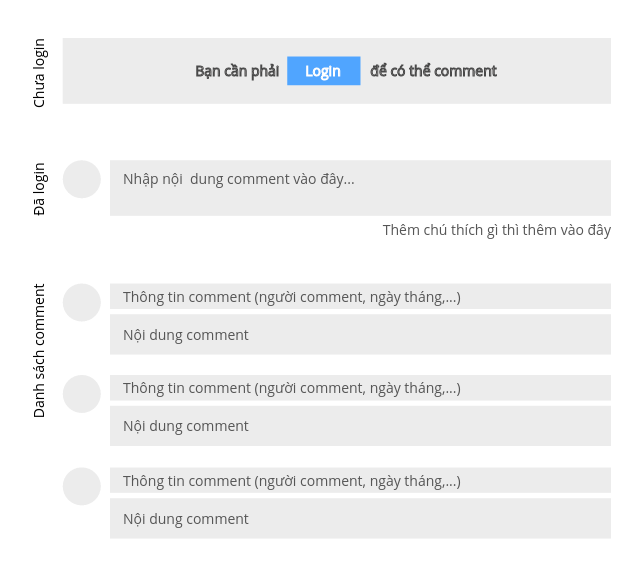 Chưa login
Bạn cần phải Login để có thể comment
Đã login
Nhập nội  dung comment vào đây...
Thêm chú thích gì thì thêm vào đây
Danh sách comment
Thông tin comment (người comment, ngày tháng,...)
Nội dung comment
Thông tin comment (người comment, ngày tháng,...)
Nội dung comment
Thông tin comment (người comment, ngày tháng,...)
Nội dung comment